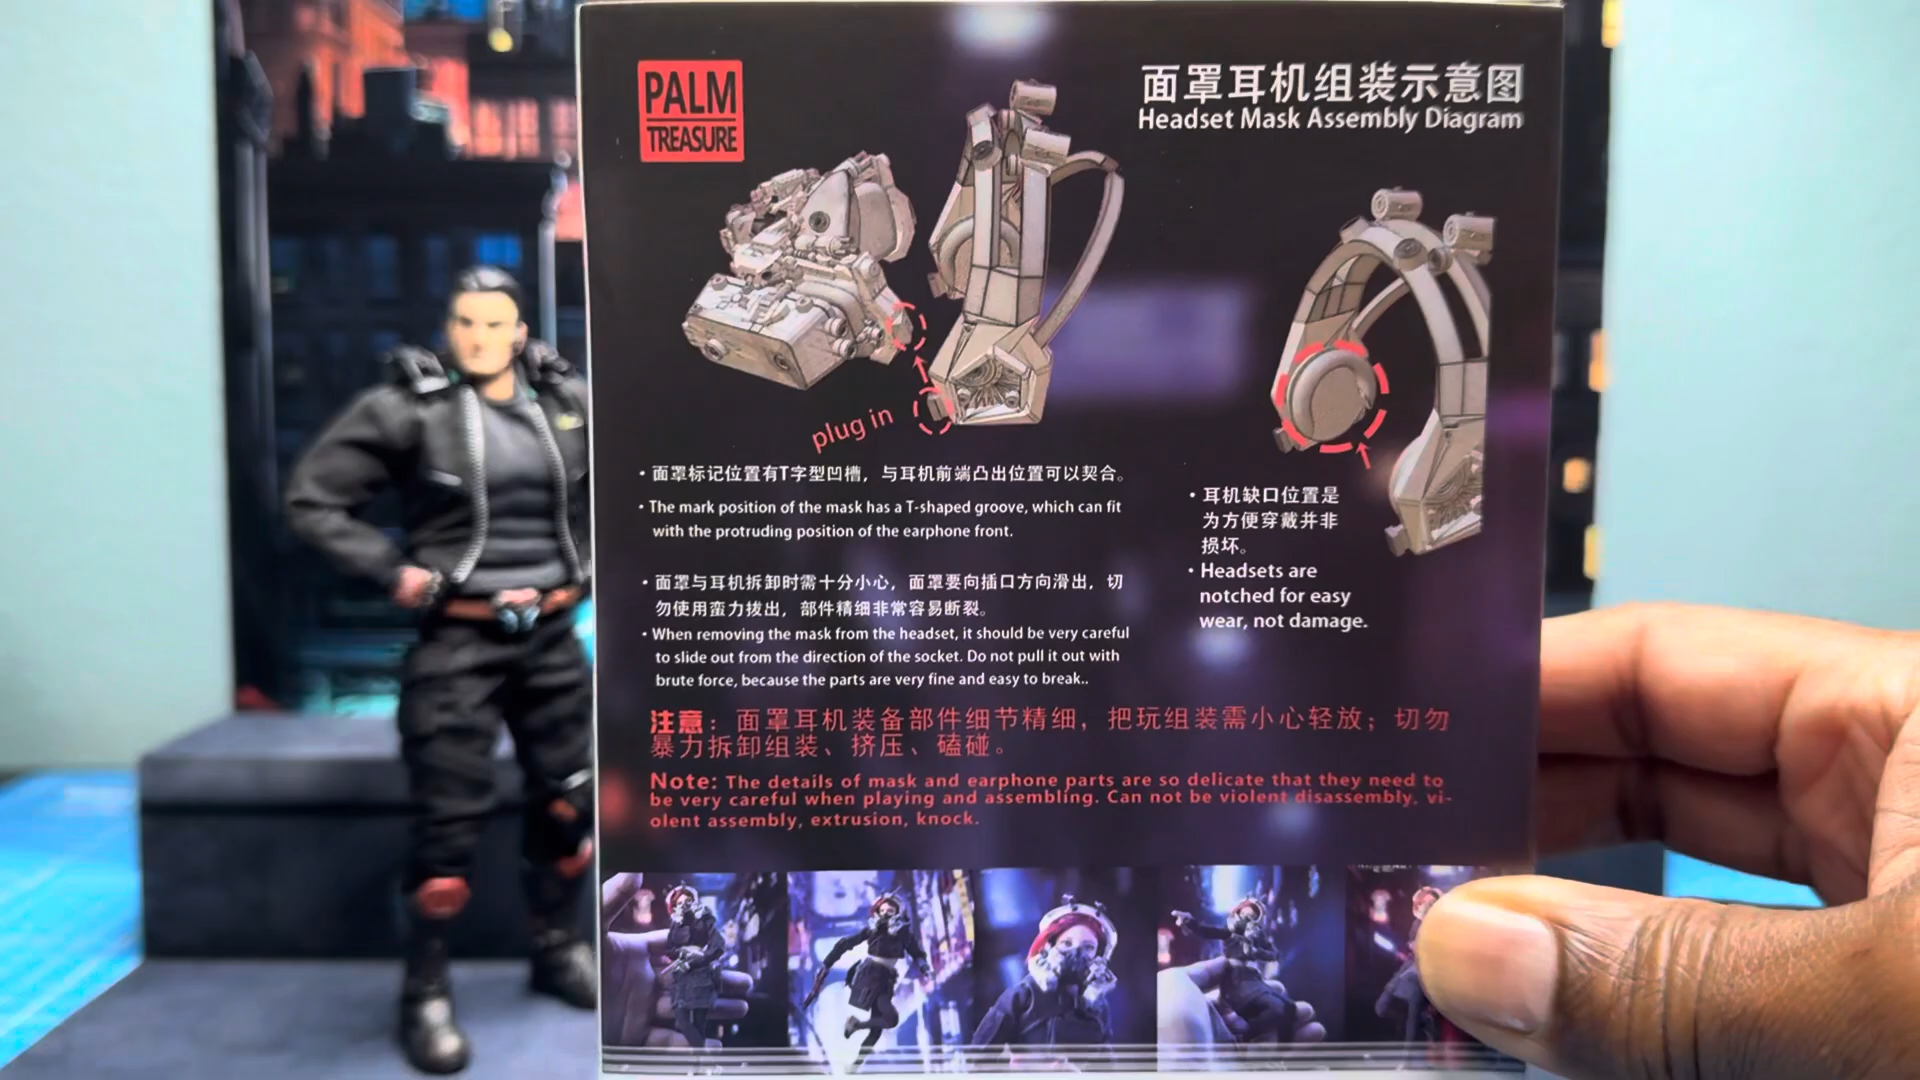 PALM
TREASURE
面罩耳机组装示意图
Headset Mask Assembly Diagram
plug in
• 面罩标记位置有T字型凹槽，与耳机前端凸出位置可以契合。
• The mark position of the mask has a T-shaped groove, which can fit
with the protruding position of the earphone front.
• 面罩与耳机拆卸时需十分小心，面罩要向插口方向滑出，切
勿使用蛮力拔出，部件精细非常容易断裂。
• When removing the mask from the headset, it should be very careful
to slide out from the direction of the socket. Do not pull it out with
brute force, because the parts are very fine and easy to break..
• 耳机缺口位置是
为方便穿戴并非
损坏。
• Headsets are
notched for easy
wear, not damage.
注意：面罩耳机装备部件细节精细，把玩组装需小心轻放；切勿
暴力拆卸组装、挤压、磕碰。
Note: The details of mask and earphone parts are so delicate that they need to
be very careful when playing and assembling. Can not be violent disassembly, vi-
olent assembly, extrusion, knock.